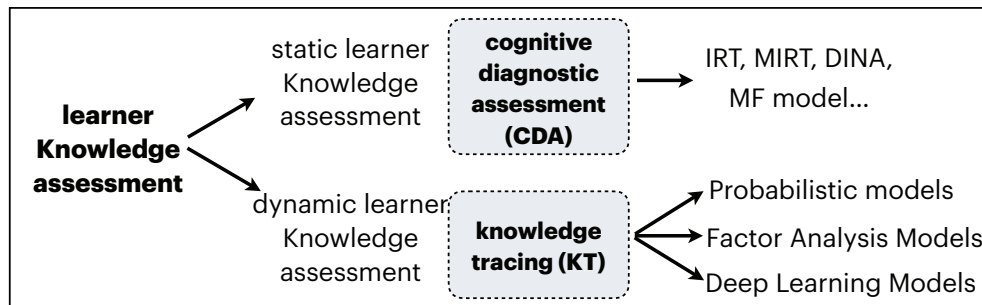 learner
Knowledge
assessment
static learner
Knowledge
assessment
cognitive
diagnostic
assessment
(CDA)
IRT, MIRT, DINA,
MF model...
dynamic learner
Knowledge
assessment
knowledge
tracing (KT)
Probabilistic models
Factor Analysis Models
Deep Learning Models